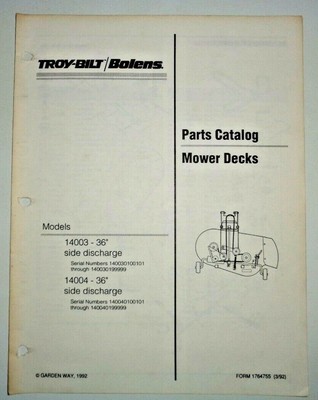 TROY-BILT/Bolens.
Parts Catalog
Mower Decks
Models
14003 - 36"
side discharge
Serial Numbers 140030100101
through 140030199999
14004 - 36"
side discharge
Serial Numbers 140040100101
through 140040199999
© GARDEN WAY, 1992
FORM 1764755 (3/92)